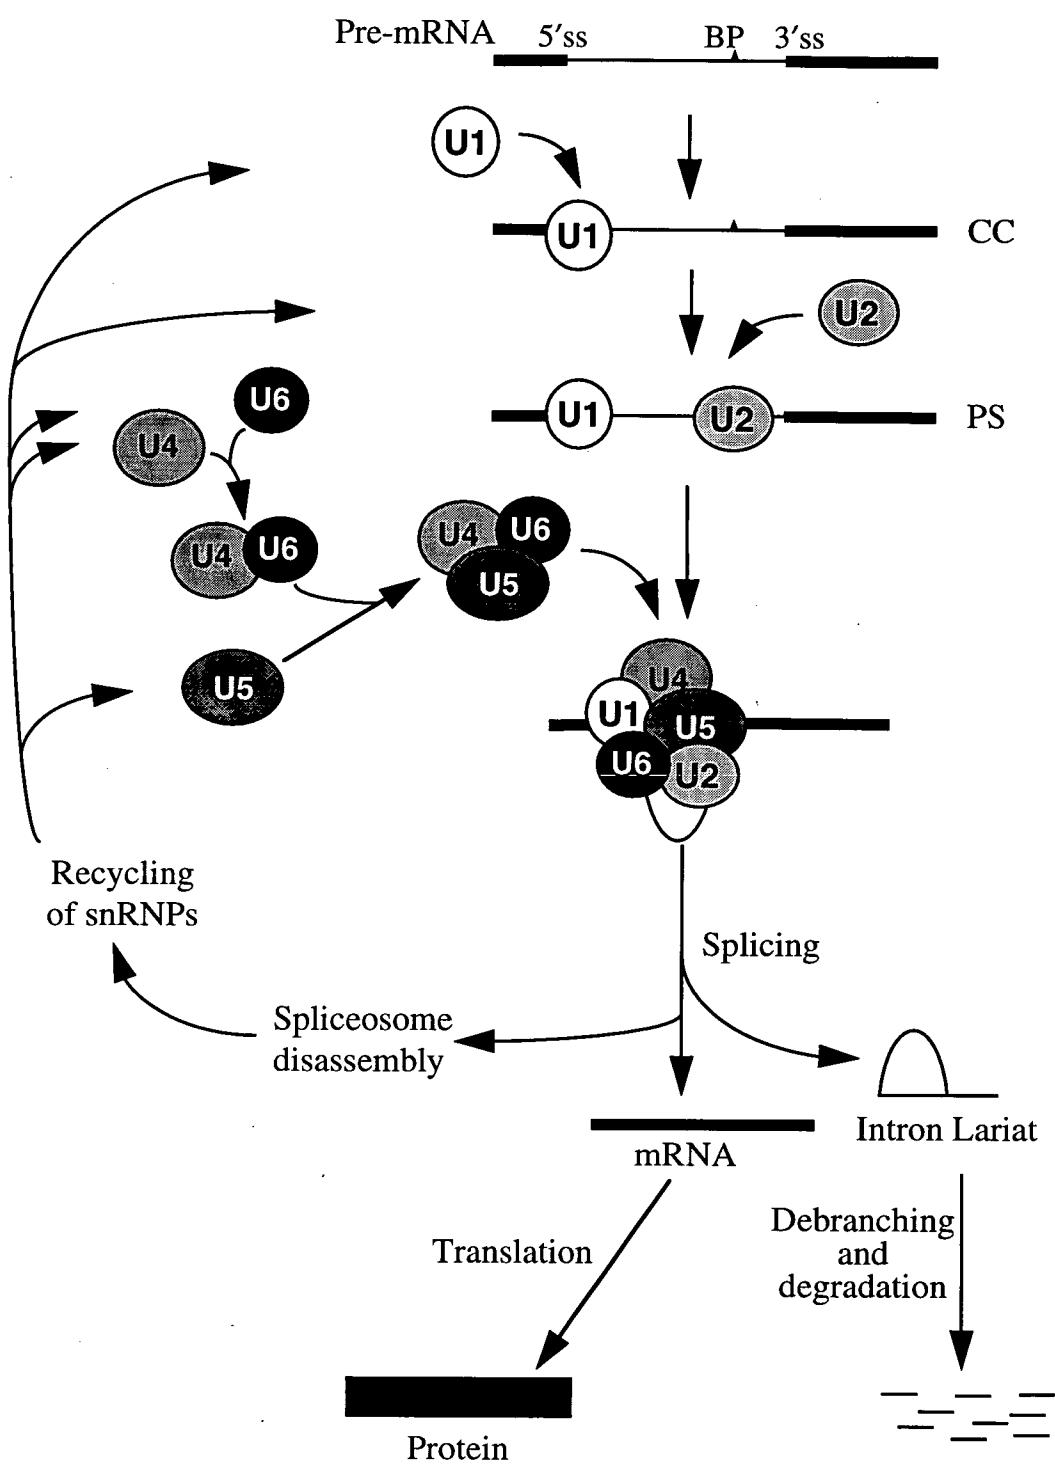 Pre-mRNA 5′ss BP 3′ss
U1
U1 CC
U2
U1 U2 PS
U6
U4
U4 U6
U4 U6
U5
U5
U4
U1 U5
U6 U2
Recycling
of snRNPs
Splicing
Spliceosome
disassembly
Intron Lariat
mRNA
Debranching
and
degradation
Translation
Protein